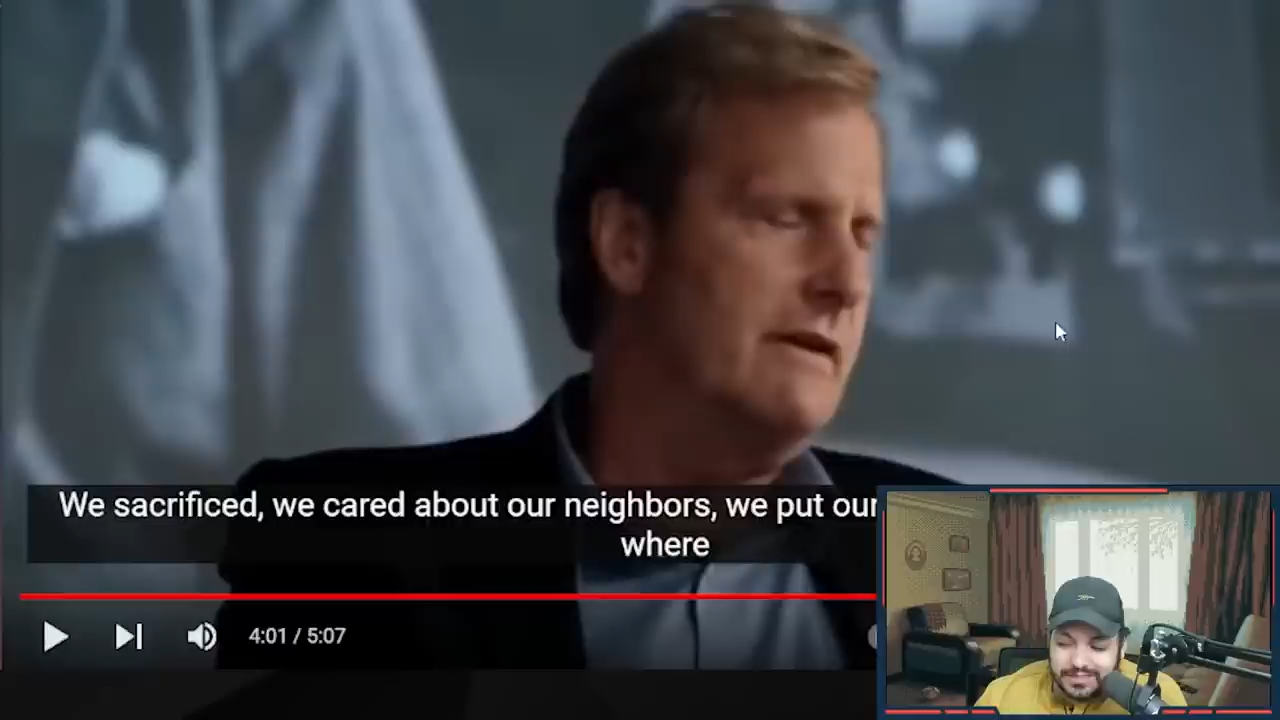 We sacrificed, we cared about our neighbors, we put our
where
4:01 / 5:07